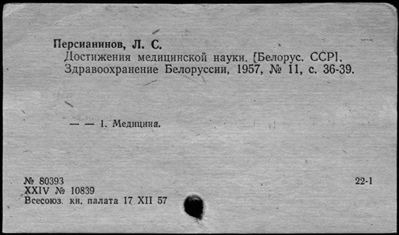 Персианинов, Л. С.
Достижения медицинской науки. [Белорус. ССР].
Здравоохранение Белоруссии, 1957, № 11, с. 36-39.
— — 1. Медицина.
№ 80393
22-1
XXIV № 10839
Всесоюз. кн. палата 17 XII 57